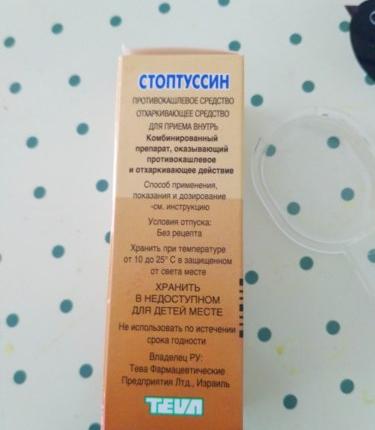 СТОПТУССИН
ПРОТИВОКАШЛЕВОЕ СРЕДСТВО
ОТХАРКИВАЮЩЕЕ СРЕДСТВО
ДЛЯ ПРИЕМА ВНУТРЬ
Комбинированный
препарат, оказывающий
противокашлевое
и отхаркивающее действие
Способ применения,
показания и дозирование
-см. инструкцию
Условия отпуска:
Без рецепта
Хранить при температуре
от 10 до 25° С в защищенном
от света месте
ХРАНИТЬ
В НЕДОСТУПНОМ
ДЛЯ ДЕТЕЙ МЕСТЕ
Не использовать по истечении
срока годности
Владелец РУ:
Тева Фармацевтические
Предприятия Лтд., Израиль
TEVA